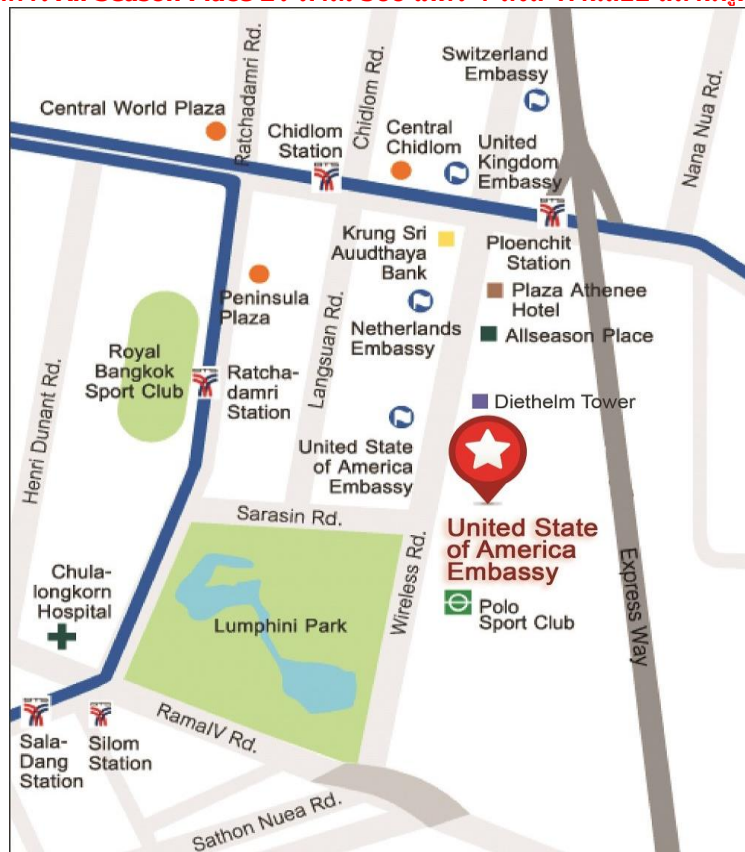 All Season Place
Switzerland
Embassy
Ratchadamri Rd.
Chidlom Rd.
Nana Nua Rd.
Central World Plaza
Chidlom
Station
Central
Chidlom
United
Kingdom
Embassy
Krung Sri
Auudthaya
Bank
Ploenchit
Station
Peninsula
Plaza
Plaza Athenee
Hotel
Netherlands
Embassy
Allseason Place
Langsuan Rd.
Royal
Bangkok
Sport Club
Ratcha-
damri
Station
Henri Dunant Rd.
Diethelm Tower
United State
of America
Embassy
Sarasin Rd.
Wireless Rd.
United State
of America
Embassy
Express Way
Chula-
longkorn
Hospital
Lumphini Park
Polo
Sport Club
RamaIV Rd.
Sala-
Dang
Station
Silom
Station
Sathon Nuea Rd.